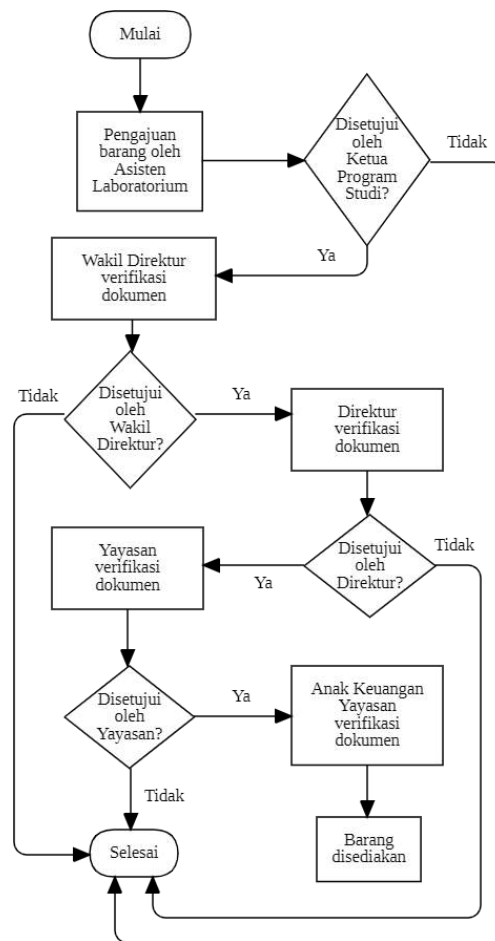 Mulai
Pengajuan
barang oleh
Asisten
Laboratorium
Disetujui
oleh
Ketua
Program
Studi?
Tidak
Ya
Wakil Direktur
verifikasi
dokumen
Tidak
Disetujui
oleh
Wakil
Direktur?
Ya
Direktur
verifikasi
dokumen
Yayasan
verifikasi
dokumen
Ya
Disetujui
oleh
Direktur?
Tidak
Disetujui
oleh
Yayasan?
Ya
Anak Keuangan
Yayasan
verifikasi
dokumen
Tidak
Selesai
Barang
disediakan